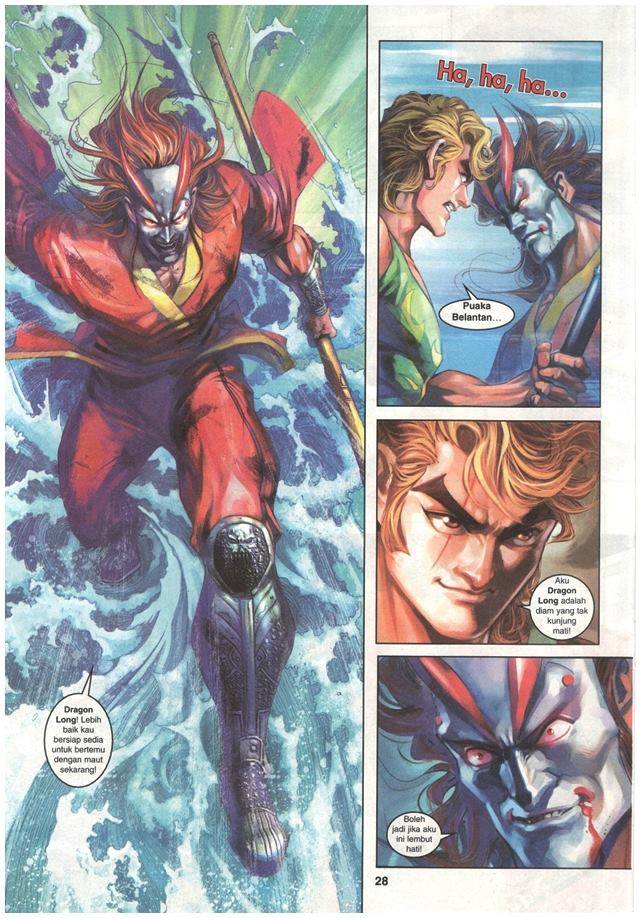 Dragon
Long! Lebih
baik kau
bersiap sedia
untuk bertemu
dengan maut
sekarang!
Ha, ha, ha...
Puaka
Belantan...
Aku
Dragon
Long adalah
diam yang tak
kunjung
mati!
Boleh
jadi jika aku
ini lembut
hati!
28